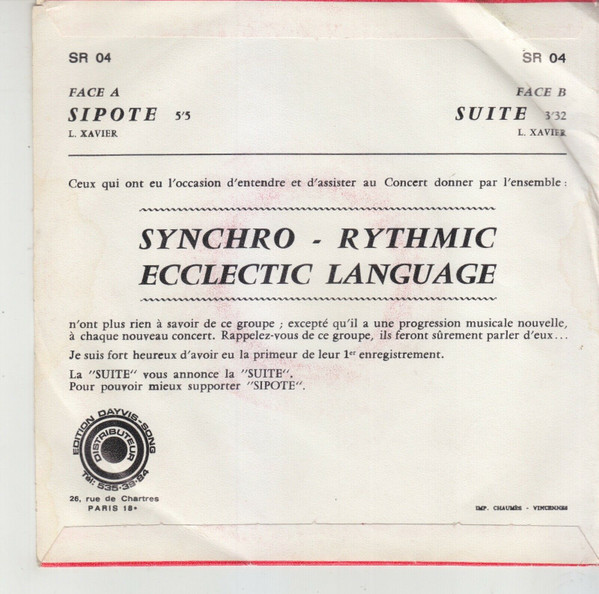 SR 04 SR 04
FACE A FACE B
SIPOTE 5'5 SUITE 3'32
L. XAVIER L. XAVIER
Ceux qui ont eu l'occasion d'entendre et d'assister au Concert donner par l'ensemble :
SYNCHRO - RYTHMIC
ECCLECTIC LANGUAGE
n'ont plus rien à savoir de ce groupe ; excepté qu'il a une progression musicale nouvelle,
à chaque nouveau concert. Rappelez-vous de ce groupe, ils feront sûrement parler d'eux...
Je suis fort heureux d'avoir eu la primeur de leur 1er enregistrement.
La "SUITE" vous annonce la "SUITE".
Pour pouvoir mieux supporter "SIPOTE".
EDITION DAYVIS-SONG
DISTRIBUTEUR
Tél: 535-39-94
26, rue de Chartres
PARIS 18e
IMP. CHAUMÉS - VINCENNES